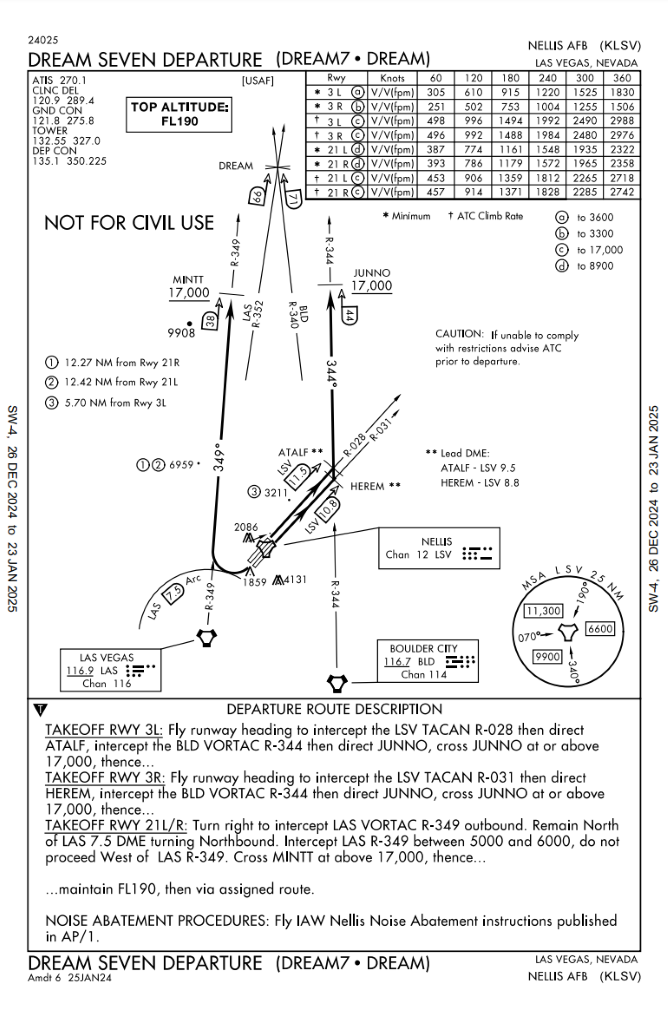 24025
NELLIS AFB (KLSV)
DREAM SEVEN DEPARTURE (DREAM7 • DREAM)
LAS VEGAS, NEVADA
ATIS 270.1
CLNC DEL
120.9 289.4
GND CON
121.8 275.8
TOWER
132.55 327.0
DEP CON
135.1 350.225
[USAF]
TOP ALTITUDE:
FL190
Rwy Knots 60 120 180 240 300 360
* 3 L (a) V/V(fpm) 305 610 915 1220 1525 1830
* 3 R (b) V/V(fpm) 251 502 753 1004 1255 1506
† 3 L (c) V/V(fpm) 498 996 1494 1992 2490 2988
† 3 R (c) V/V(fpm) 496 992 1488 1984 2480 2976
* 21 L (d) V/V(fpm) 387 774 1161 1548 1935 2322
* 21 R (d) V/V(fpm) 393 786 1179 1572 1965 2358
† 21 L (c) V/V(fpm) 453 906 1359 1812 2265 2718
† 21 R (c) V/V(fpm) 457 914 1371 1828 2285 2742
* Minimum † ATC Climb Rate
(a) to 3600
(b) to 3300
(c) to 17,000
(d) to 8900
DREAM
66
71
NOT FOR CIVIL USE
R-349
R-344
MINTT
17,000
JUNNO
17,000
38
44
9908
LAS
R-352
BLD
R-340
CAUTION: If unable to comply
with restrictions advise ATC
prior to departure.
① 12.27 NM from Rwy 21R
② 12.42 NM from Rwy 21L
③ 5.70 NM from Rwy 3L
344°
349°
R-028
R-031
ATALF **
LSV
11.5
** Lead DME:
ATALF - LSV 9.5
HEREM - LSV 8.8
①② 6959
③ 3211
HEREM **
LSV 10.8
2086
NELLIS
Chan 12 LSV
1859
4131
LAS 7.5 Arc
R-349
R-344
MSA LSV 25 NM
11,300
190°
6600
070°
9900
340°
LAS VEGAS
116.9 LAS
Chan 116
BOULDER CITY
116.7 BLD
Chan 114
SW-4, 26 DEC 2024 to 23 JAN 2025
SW-4, 26 DEC 2024 to 23 JAN 2025
T
DEPARTURE ROUTE DESCRIPTION
TAKEOFF RWY 3L: Fly runway heading to intercept the LSV TACAN R-028 then direct
ATALF, intercept the BLD VORTAC R-344 then direct JUNNO, cross JUNNO at or above
17,000, thence...
TAKEOFF RWY 3R: Fly runway heading to intercept the LSV TACAN R-031 then direct
HEREM, intercept the BLD VORTAC R-344 then direct JUNNO, cross JUNNO at or above
17,000, thence...
TAKEOFF RWY 21L/R: Turn right to intercept LAS VORTAC R-349 outbound. Remain North
of LAS 7.5 DME turning Northbound. Intercept LAS R-349 between 5000 and 6000, do not
proceed West of LAS R-349. Cross MINTT at above 17,000, thence...
...maintain FL190, then via assigned route.
NOISE ABATEMENT PROCEDURES: Fly IAW Nellis Noise Abatement instructions published
in AP/1.
DREAM SEVEN DEPARTURE (DREAM7 • DREAM)
LAS VEGAS, NEVADA
Amdt 6 25JAN24
NELLIS AFB (KLSV)